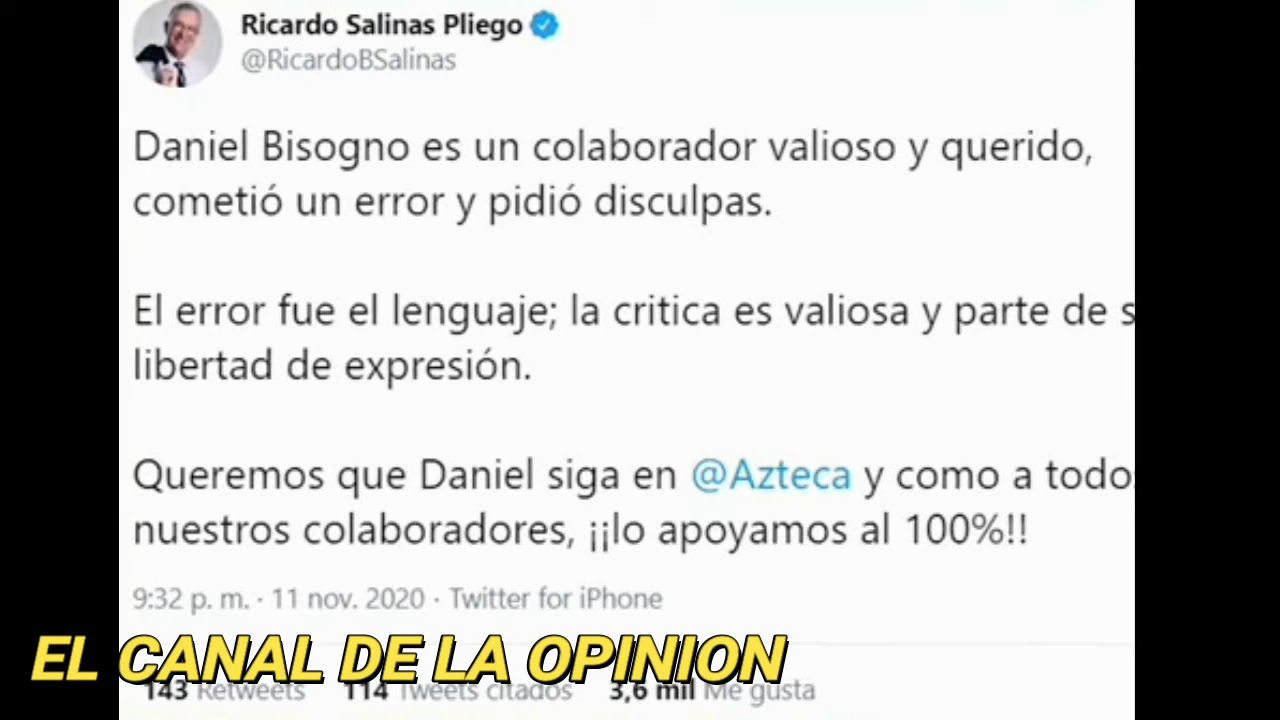 Ricardo Salinas Pliego
@RicardoBSalinas
Daniel Bisogno es un colaborador valioso y querido,
cometió un error y pidió disculpas.
El error fue el lenguaje; la critica es valiosa y parte de s
libertad de expresión.
Queremos que Daniel siga en @Azteca y como a todo
nuestros colaboradores, ¡¡lo apoyamos al 100%!!
9:32 p. m. · 11 nov. 2020 · Twitter for iPhone
EL CANAL DE LA OPINION
143 Retweets 114 Tweets citados 3,6 mil Me gusta